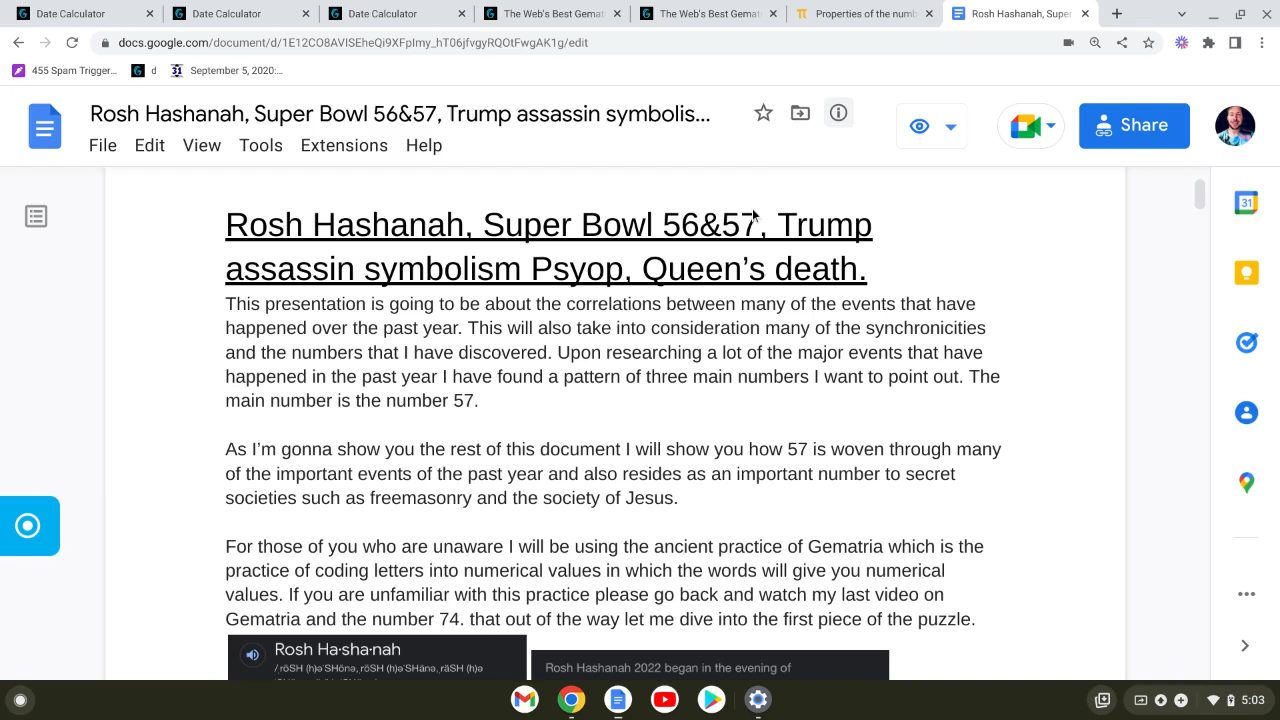 Date Calculator
Date Calculator
Date Calculator
The Web's Best Gemat
The Web's Best Gemat
Properties of the numb
Rosh Hashanah, Super
docs.google.com/document/d/1E12CO8AVISEheQi9XFpImy_hT06jfvgyRQOtFwgAK1g/edit
455 Spam Trigger...
d
31
September 5, 2020:...
Rosh Hashanah, Super Bowl 56&57, Trump assassin symbolis...
File Edit View Tools Extensions Help
Share
31
Rosh Hashanah, Super Bowl 56&57, Trump
assassin symbolism Psyop, Queen's death.
This presentation is going to be about the correlations between many of the events that have
happened over the past year. This will also take into consideration many of the synchronicities
and the numbers that I have discovered. Upon researching a lot of the major events that have
happened in the past year I have found a pattern of three main numbers I want to point out. The
main number is the number 57.
As I'm gonna show you the rest of this document I will show you how 57 is woven through many
of the important events of the past year and also resides as an important number to secret
societies such as freemasonry and the society of Jesus.
For those of you who are unaware I will be using the ancient practice of Gematria which is the
practice of coding letters into numerical values in which the words will give you numerical
values. If you are unfamiliar with this practice please go back and watch my last video on
Gematria and the number 74. that out of the way let me dive into the first piece of the puzzle.
Rosh Ha·sha·nah
/ˌrōSH (h)əˈSHōnə, rōSH (h)əˈSHänə, räSH (h)ə
Rosh Hashanah 2022 began in the evening of
5:03